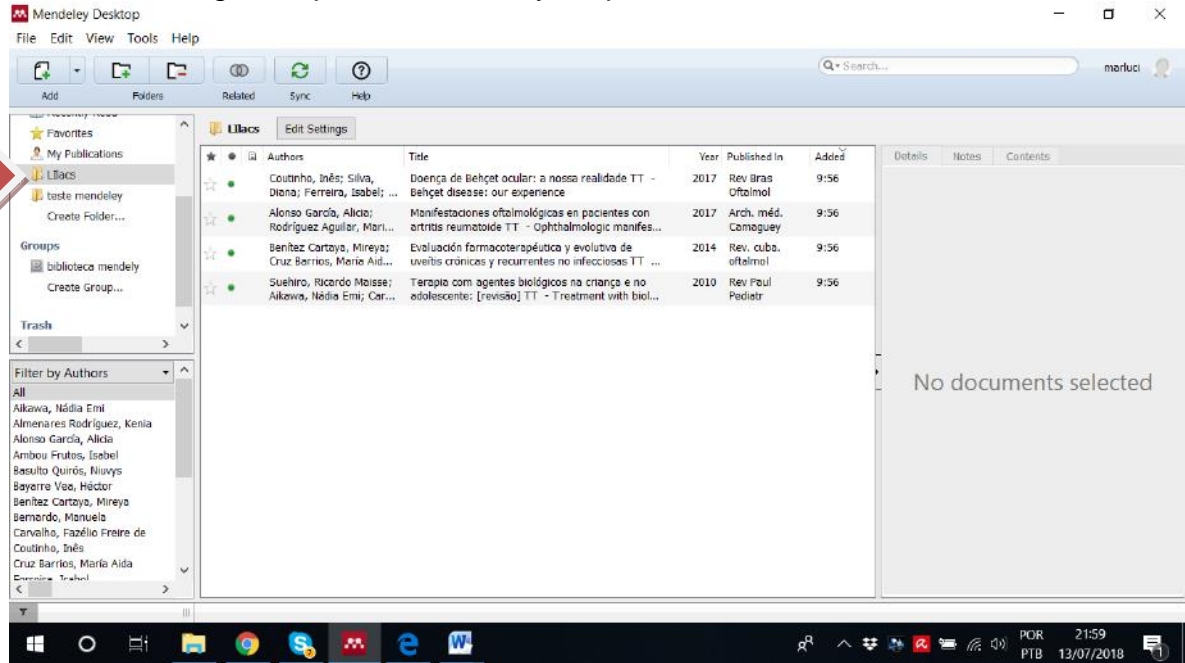 Mendeley Desktop
File Edit View Tools Help
Search...
marluci
Add Folders Related Sync Help
Favorites
My Publications
LIlacs
teste mendeley
Create Folder...
Groups
biblioteca mendely
Create Group...
Trash
Filter by Authors
All
Aikawa, Nádia Emi
Almenares Rodríguez, Kenia
Alonso García, Alicia
Ambou Frutos, Isabel
Basulto Quirós, Niuvys
Bayarre Vea, Héctor
Benítez Cartaya, Mireya
Bernardo, Manuela
Carvalho, Fazélio Freire de
Coutinho, Inês
Cruz Barrios, María Aida
LIlacs Edit Settings
Authors Title Year Published In Added
Coutinho, Inês; Silva, Doença de Behçet ocular: a nossa realidade TT - 2017 Rev Bras 9:56
Diana; Ferreira, Isabel; ... Behçet disease: our experience Oftalmol
Alonso García, Alicia; Manifestaciones oftalmológicas en pacientes con 2017 Arch. méd. 9:56
Rodríguez Aguilar, Mari... artritis reumatoide TT - Ophthalmologic manifes... Camaguey
Benítez Cartaya, Mireya; Evaluación farmacoterapéutica y evolutiva de 2014 Rev. cuba. 9:56
Cruz Barrios, María Aid... uveítis crónicas y recurrentes no infecciosas TT ... oftalmol
Suehiro, Ricardo Maisse; Terapia com agentes biológicos na criança e no 2010 Rev Paul 9:56
Aikawa, Nádia Emi; Car... adolescente: [revisão] TT - Treatment with biol... Pediatr
Details Notes Contents
No documents selected
POR 21:59
PTB 13/07/2018